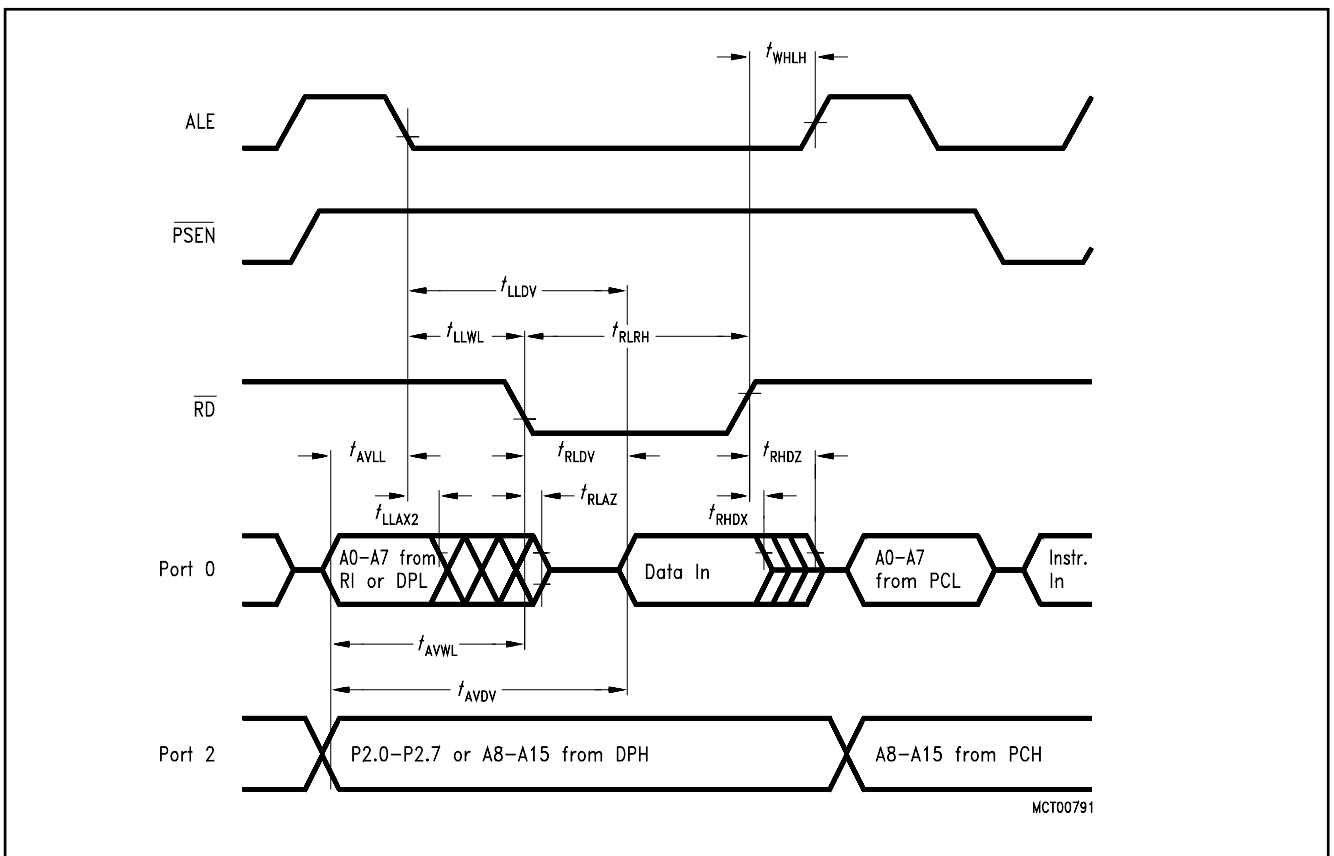 tWHLH
ALE
PSEN
tLLDV
tLLWL
tRLRH
RD
tAVLL
tRLDV
tRHDZ
tRLAZ
tLLAX2
tRHDX
Port 0
A0-A7 from
RI or DPL
Data In
A0-A7
from PCL
Instr.
In
tAVWL
tAVDV
Port 2
P2.0-P2.7 or A8-A15 from DPH
A8-A15 from PCH
MCT00791